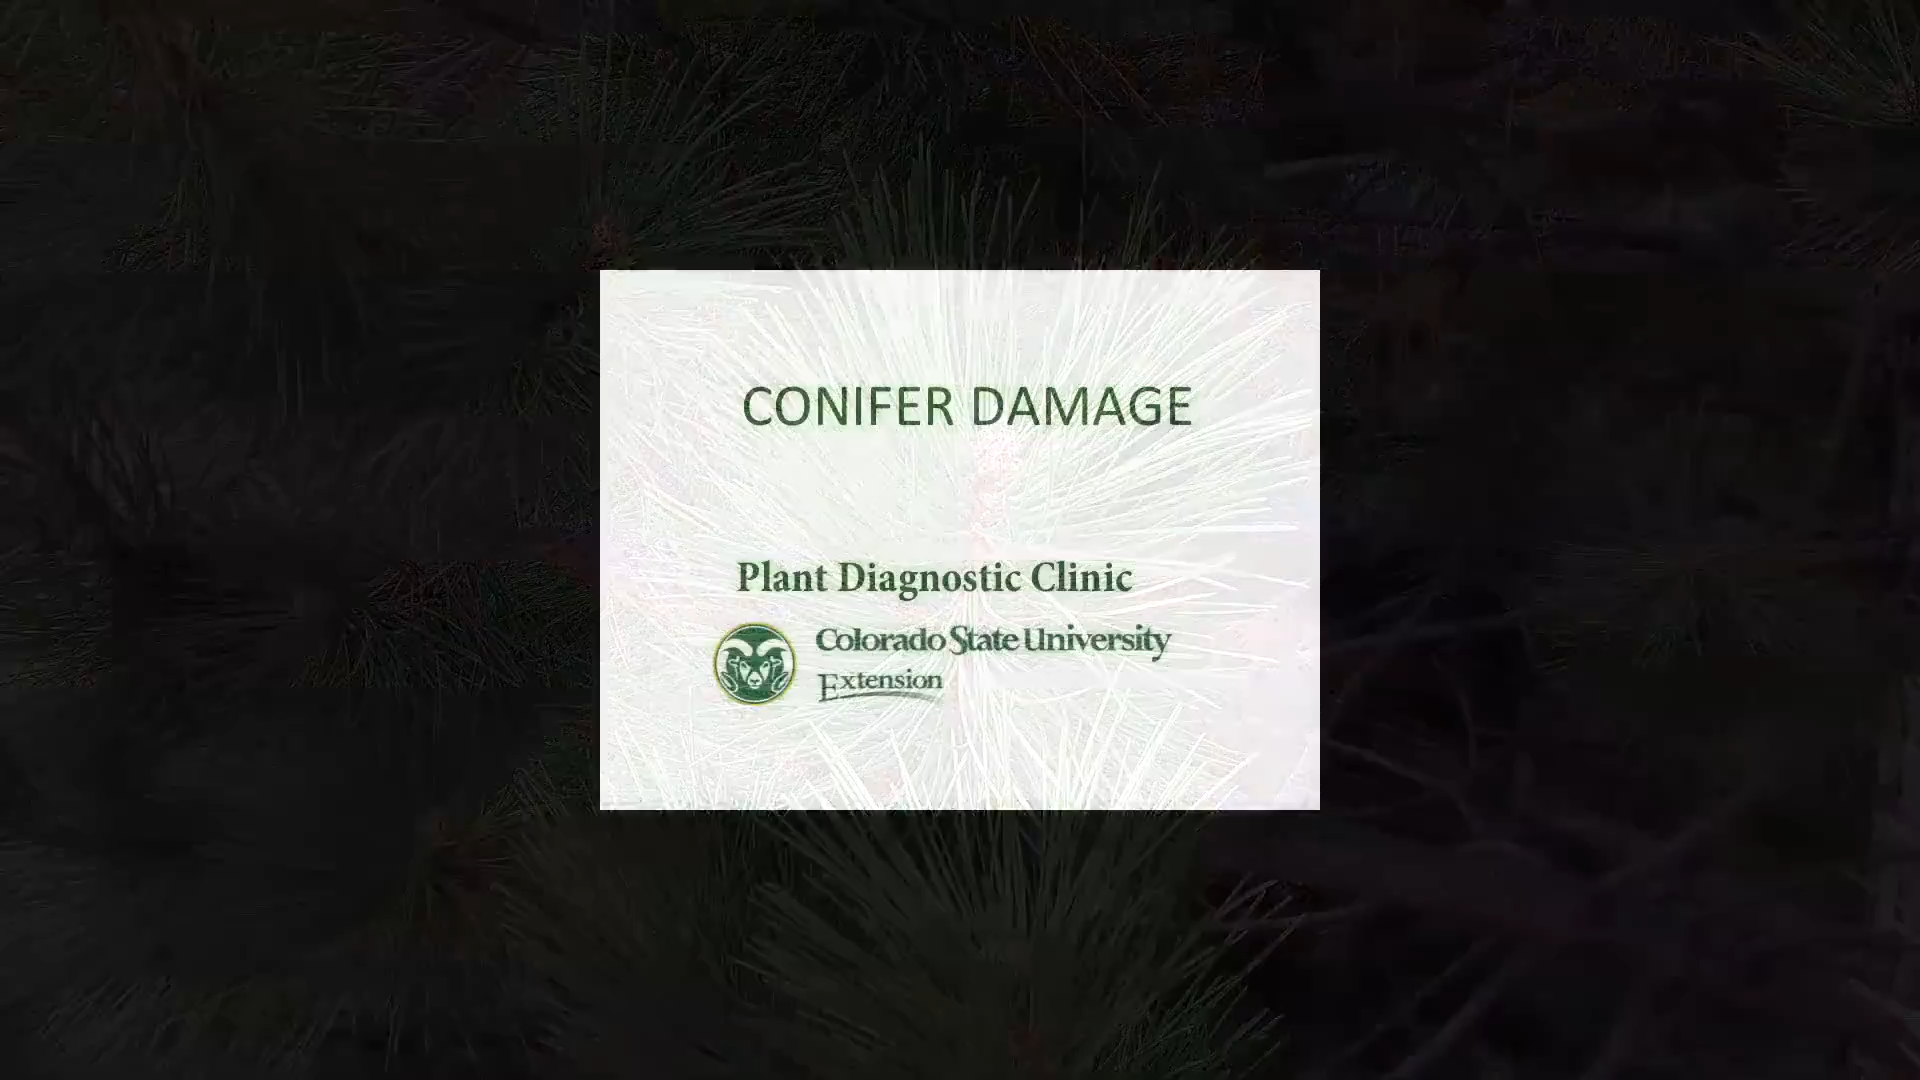 CONIFER DAMAGE
Plant Diagnostic Clinic
Colorado State University
Extension